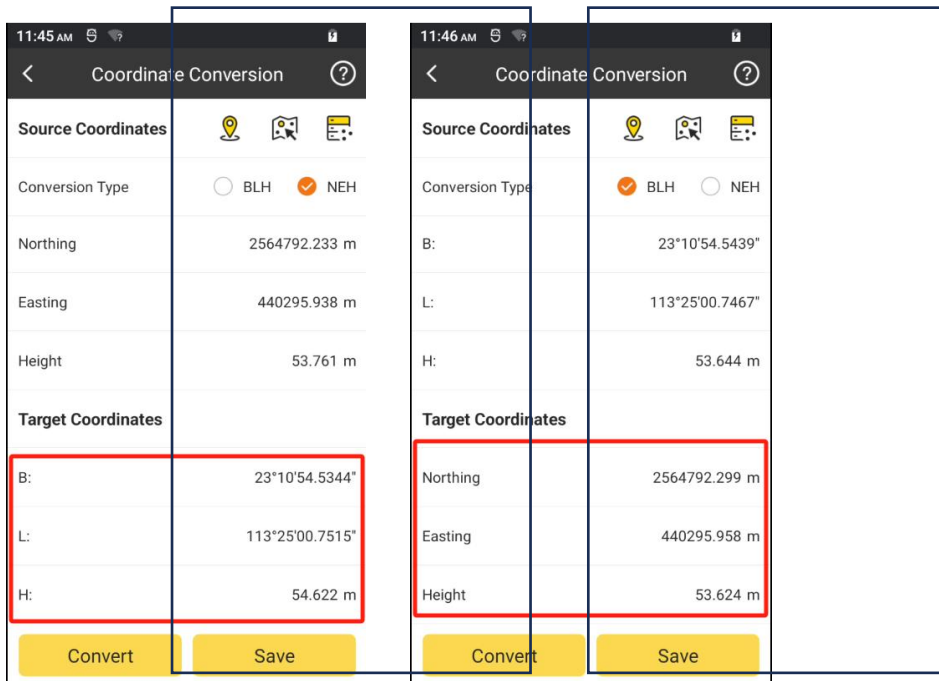 11:45 AM
Coordinate Conversion
Source Coordinates
Conversion Type BLH NEH
Northing 2564792.233 m
Easting 440295.938 m
Height 53.761 m
Target Coordinates
B: 23°10'54.5344"
L: 113°25'00.7515"
H: 54.622 m
Convert Save
11:46 AM
Coordinate Conversion
Source Coordinates
Conversion Type BLH NEH
B: 23°10'54.5439"
L: 113°25'00.7467"
H: 53.644 m
Target Coordinates
Northing 2564792.299 m
Easting 440295.958 m
Height 53.624 m
Convert Save